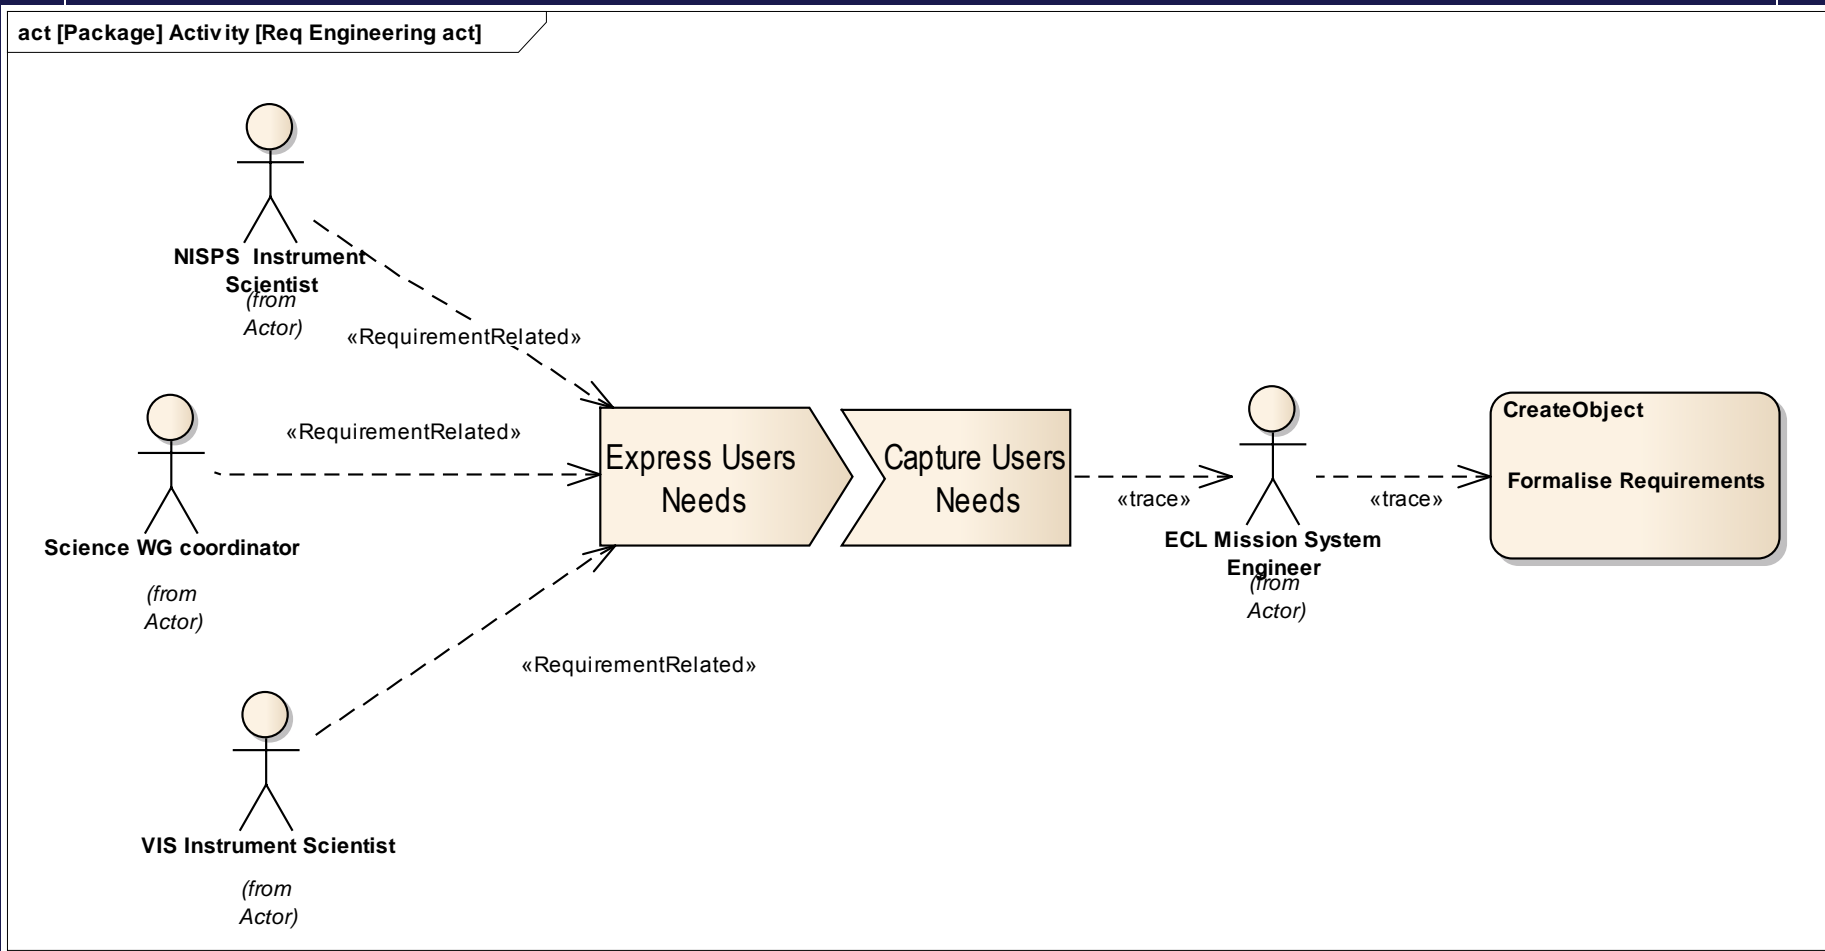 act [Package] Activity [Req Engineering act]
NISPS Instrument
Scientist
(from
Actor)
«RequirementRelated»
«RequirementRelated»
Science WG coordinator
(from
Actor)
Express Users
Needs
Capture Users
Needs
«trace»
ECL Mission System
Engineer
(from
Actor)
«trace»
CreateObject
Formalise Requirements
«RequirementRelated»
VIS Instrument Scientist
(from
Actor)